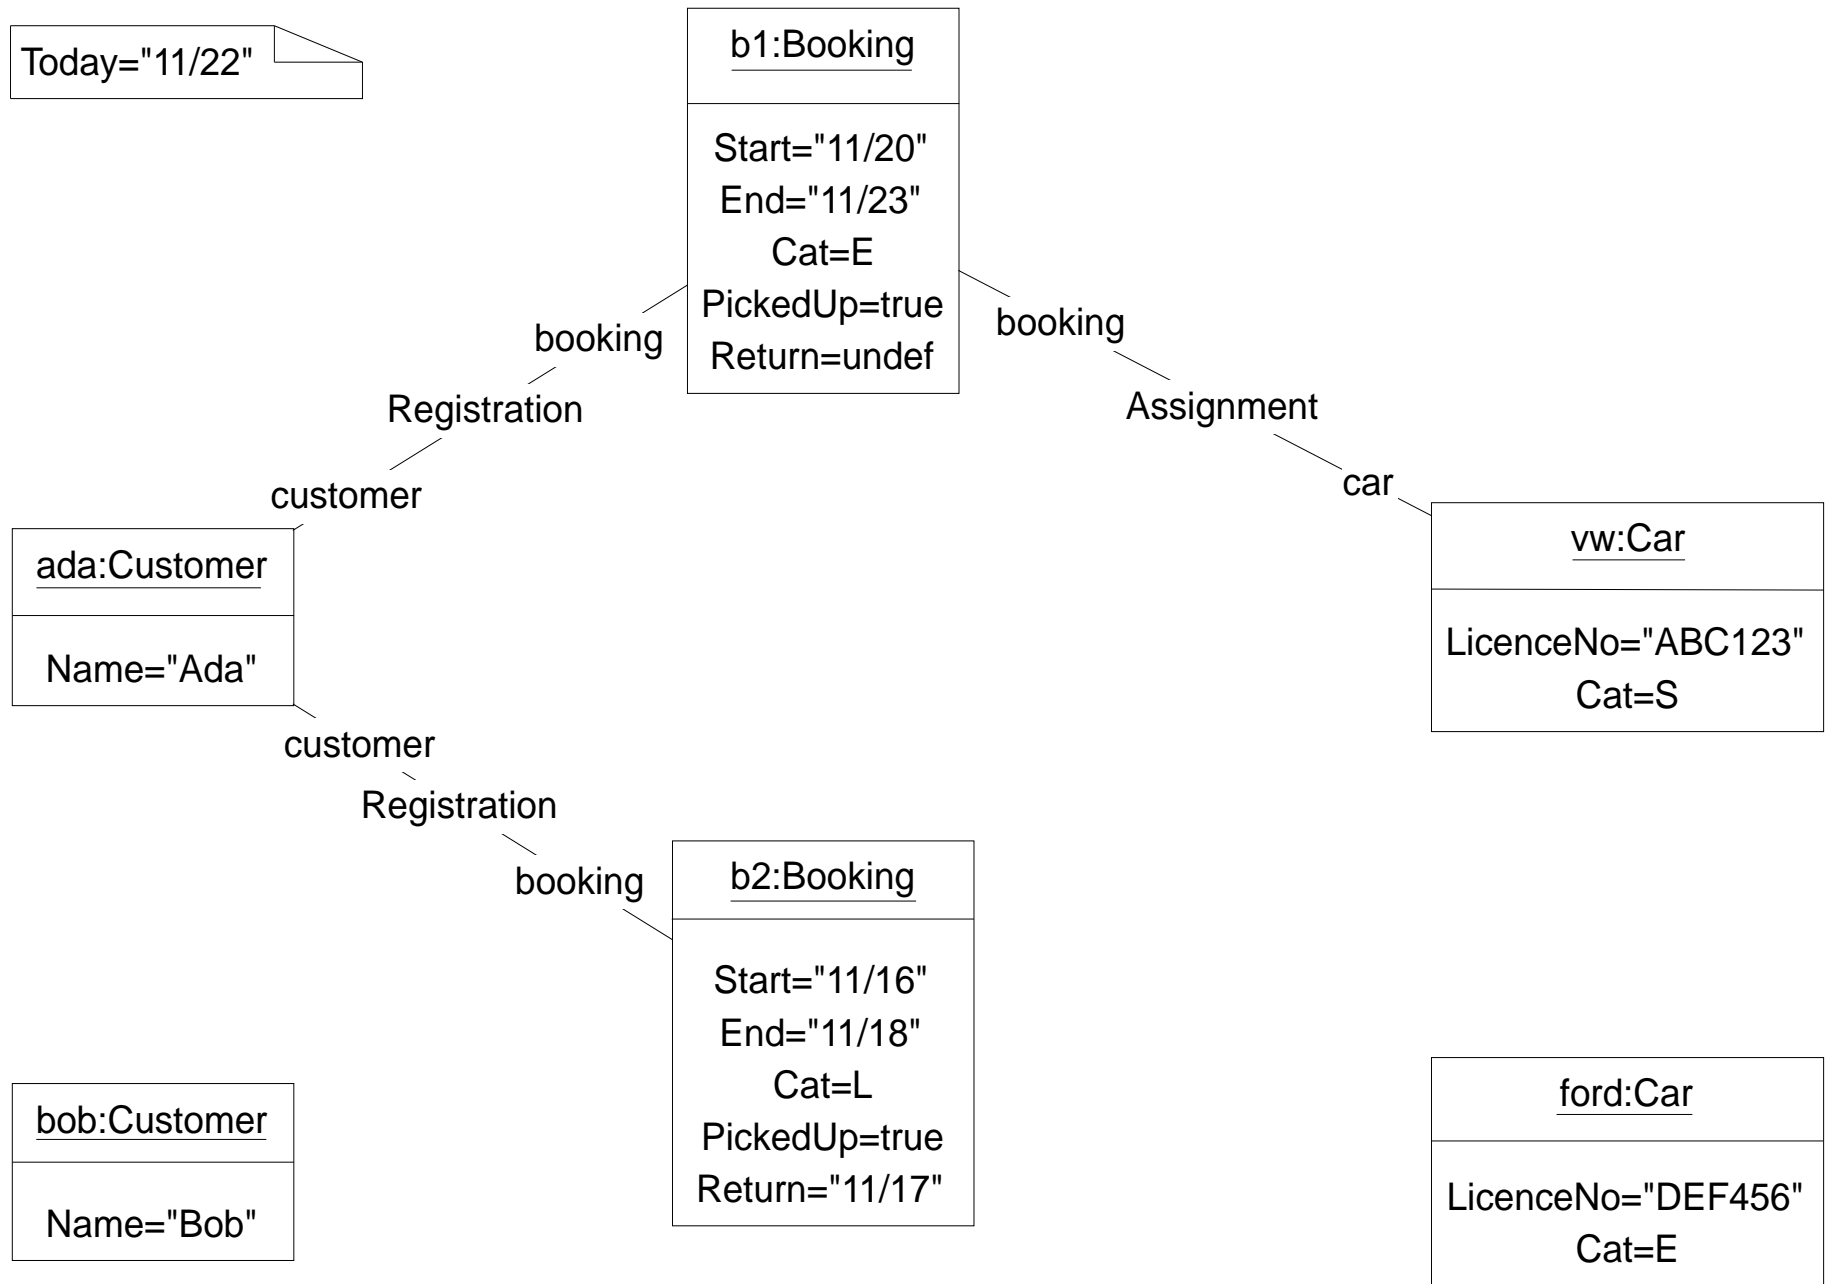 Today="11/22"
b1:Booking
Start="11/20"
End="11/23"
Cat=E
PickedUp=true
Return=undef
booking
booking
Registration
Assignment
customer
car
ada:Customer
Name="Ada"
vw:Car
LicenceNo="ABC123"
Cat=S
customer
Registration
booking
b2:Booking
Start="11/16"
End="11/18"
Cat=L
PickedUp=true
Return="11/17"
bob:Customer
Name="Bob"
ford:Car
LicenceNo="DEF456"
Cat=E